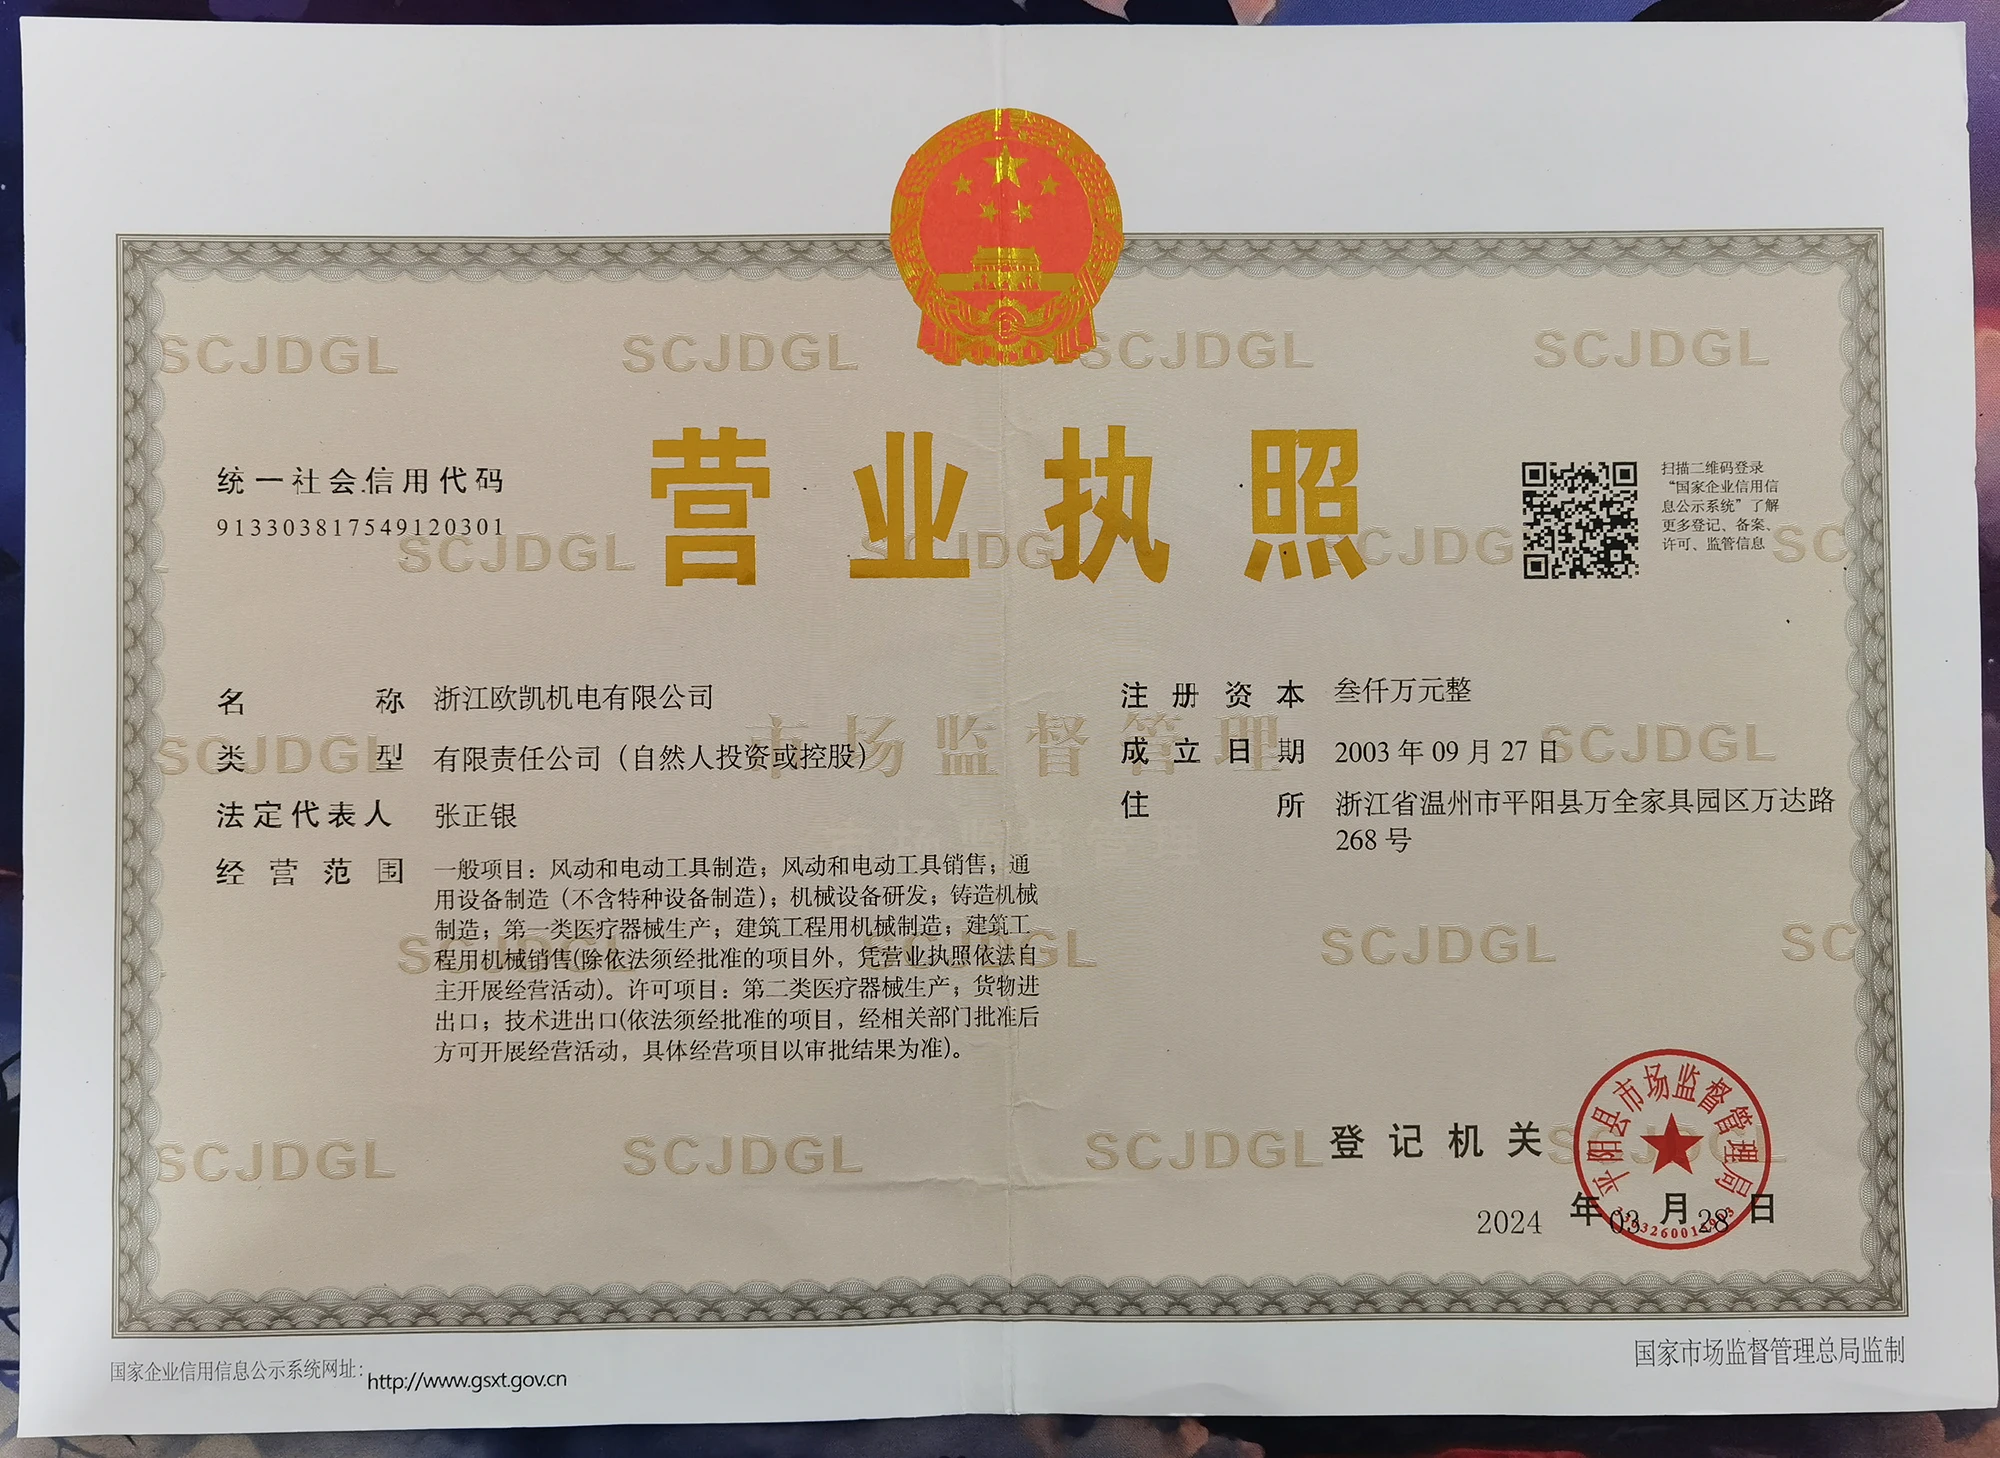 营业执照
统一社会信用代码
913303817549120301
扫描二维码登录
“国家企业信用信
息公示系统”了解
更多登记、备案、
许可、监管信息
名称 浙江欧凯机电有限公司
类型 有限责任公司（自然人投资或控股）
法定代表人 张正银
经营范围 一般项目：风动和电动工具制造；风动和电动工具销售；通
用设备制造（不含特种设备制造）；机械设备研发；铸造机械
制造；第一类医疗器械生产；建筑工程用机械制造；建筑工
程用机械销售(除依法须经批准的项目外，凭营业执照依法自
主开展经营活动)。许可项目：第二类医疗器械生产；货物进
出口；技术进出口(依法须经批准的项目，经相关部门批准后
方可开展经营活动，具体经营项目以审批结果为准)。
注册资本 叁仟万元整
成立日期 2003年09月27日
住所 浙江省温州市平阳县万全家具园区万达路
268号
登记机关
平阳县市场监督管理局
2024年03月28日
SCJDGL
市场监督管理
国家企业信用信息公示系统网址：http://www.gsxt.gov.cn
国家市场监督管理总局监制